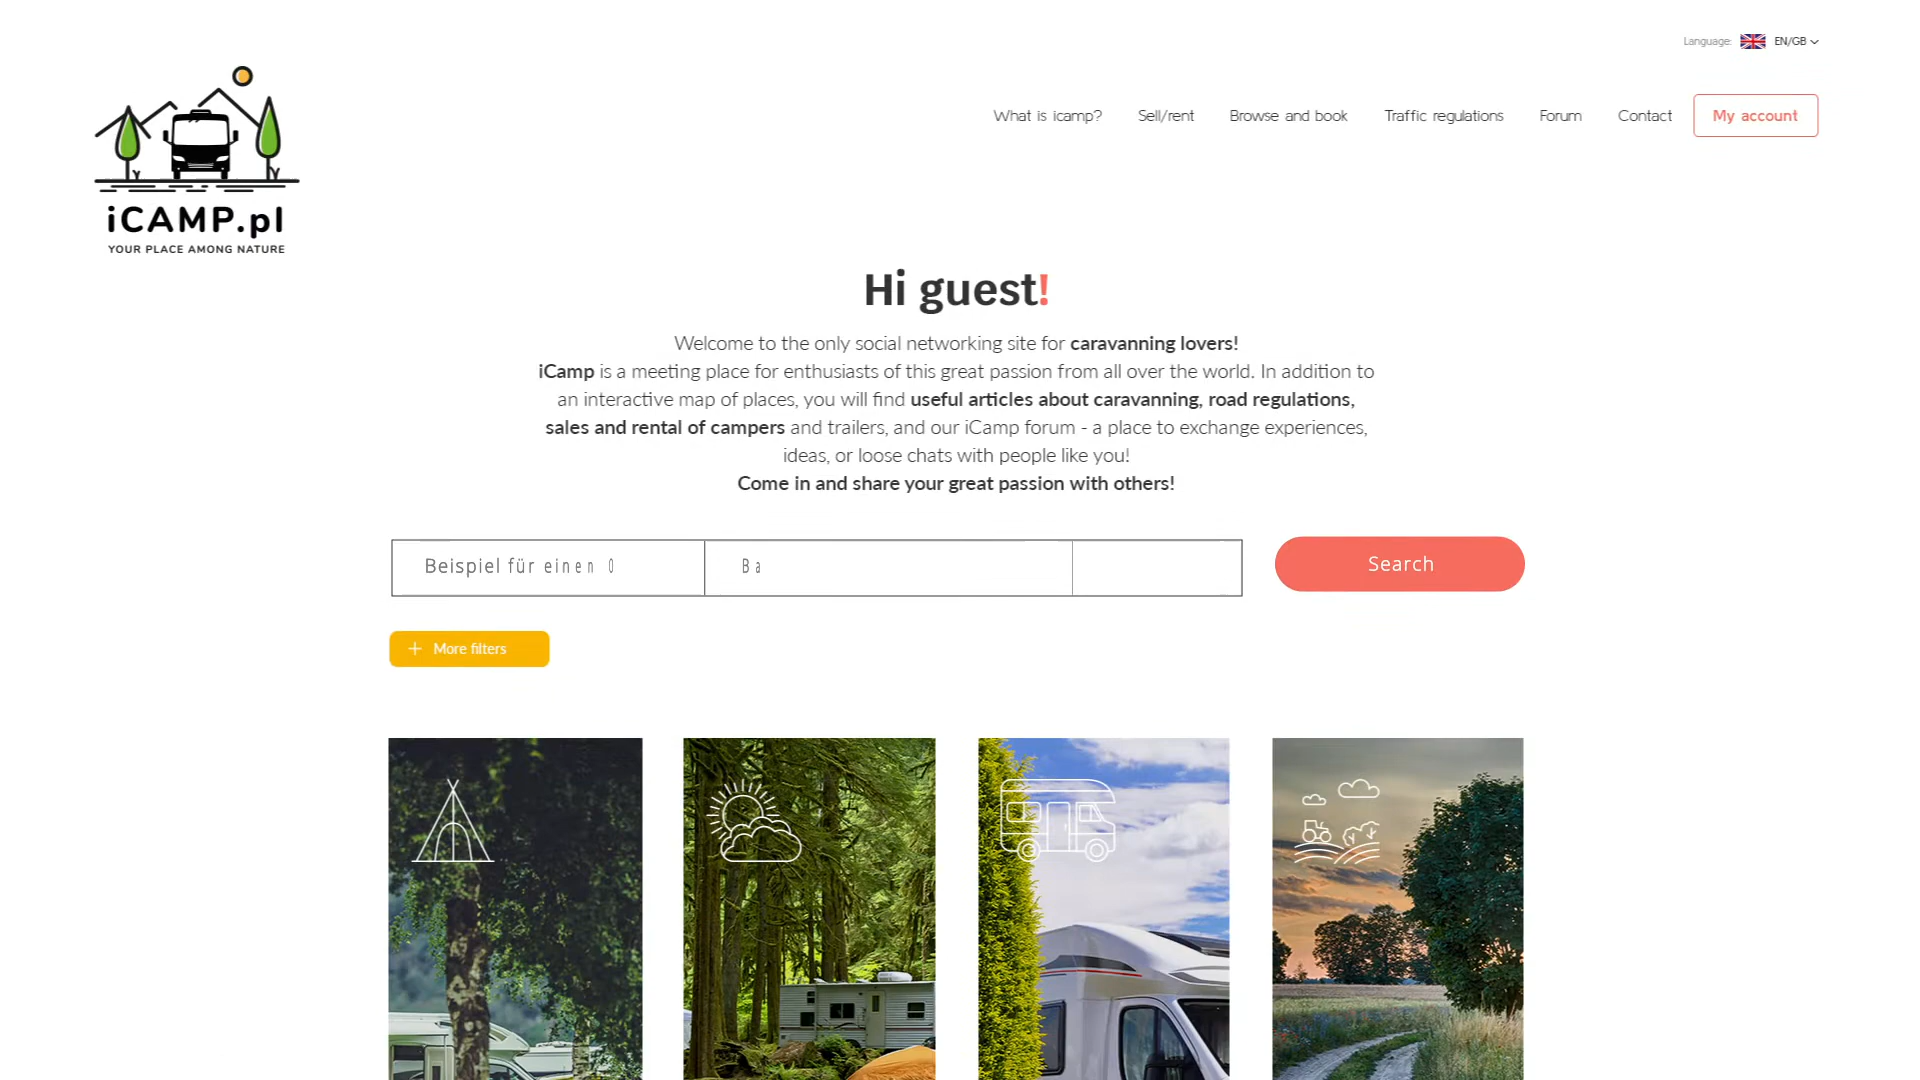 Language: EN/GB
iCAMP.pl
YOUR PLACE AMONG NATURE
What is icamp? Sell/rent Browse and book Traffic regulations Forum Contact My account
Hi guest!
Welcome to the only social networking site for caravanning lovers!
iCamp is a meeting place for enthusiasts of this great passion from all over the world. In addition to
an interactive map of places, you will find useful articles about caravanning, road regulations,
sales and rental of campers and trailers, and our iCamp forum - a place to exchange experiences,
ideas, or loose chats with people like you!
Come in and share your great passion with others!
Beispiel für einen O Ba Search
More filters